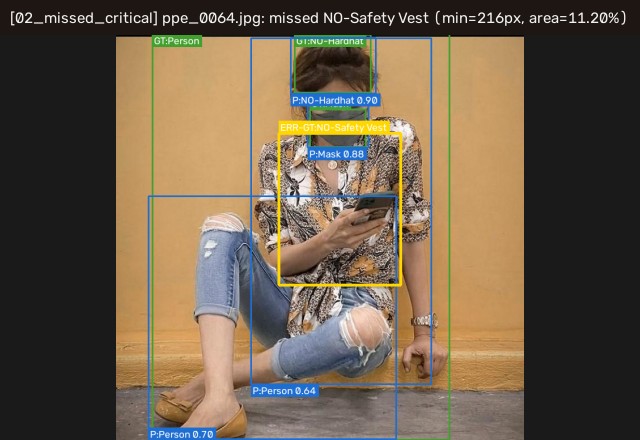 [02_missed_critical] ppe_0064.jpg: missed NO-Safety Vest (min=216px, area=11.20%)
GT:Person
GT:NO-Hardhat
P:NO-Hardhat 0.90
ERR-GT:NO-Safety Vest
P:Mask 0.88
P:Person 0.64
P:Person 0.70